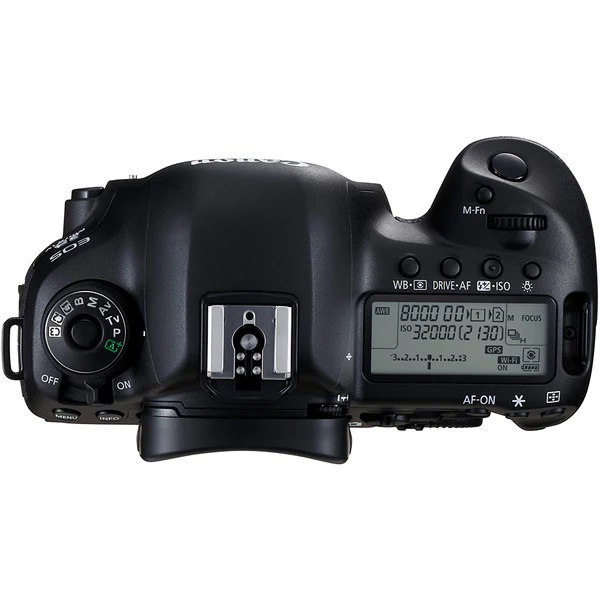 Canon
EOS
5D
M-Fn
WB·
DRIVE·AF
·ISO
AWB
8000 00 1 2 M FOCUS
ISO 32000 (2130) H
GPS
-3..2..1.. ..1..2.:3
Wi-Fi
ON
B
M
Av
Tv
P
A+
OFF
ON
MENU
INFO
AF-ON